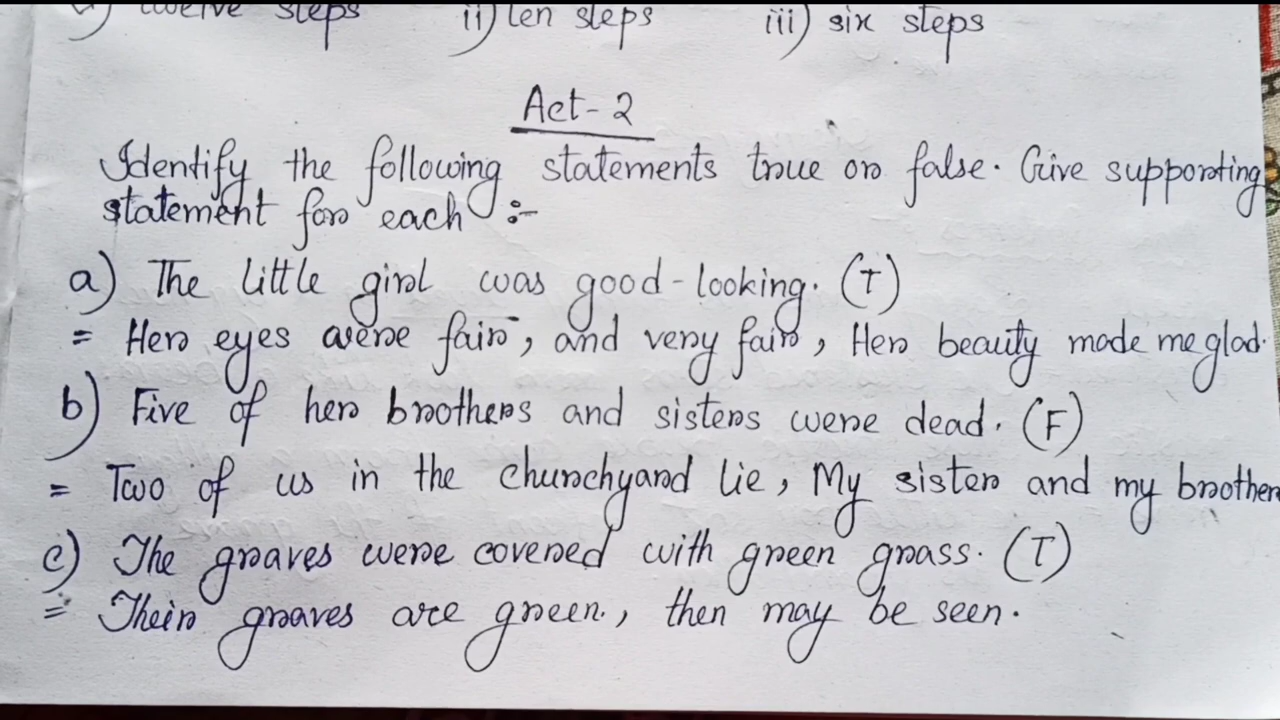 i) twelve steps ii) ten steps iii) six steps
Act-2
Identify the following statements true or false. Give supporting
statement for each :-
a) The little girl was good-looking. (T)
= Her eyes were fair, and very fair, Her beauty made me glad.
b) Five of her brothers and sisters were dead. (F)
= Two of us in the churchyard lie, My sister and my brother
c) The graves were covered with green grass. (T)
= Their graves are green, then may be seen.